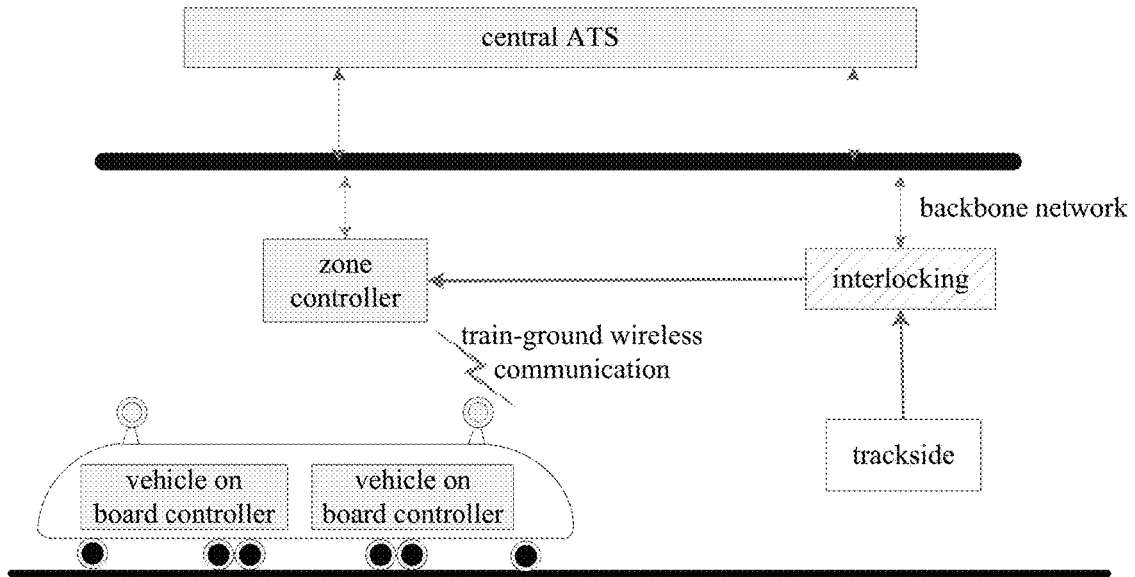 central ATS
backbone network
zone
controller
interlocking
train-ground wireless
communication
trackside
vehicle on
board controller
vehicle on
board controller